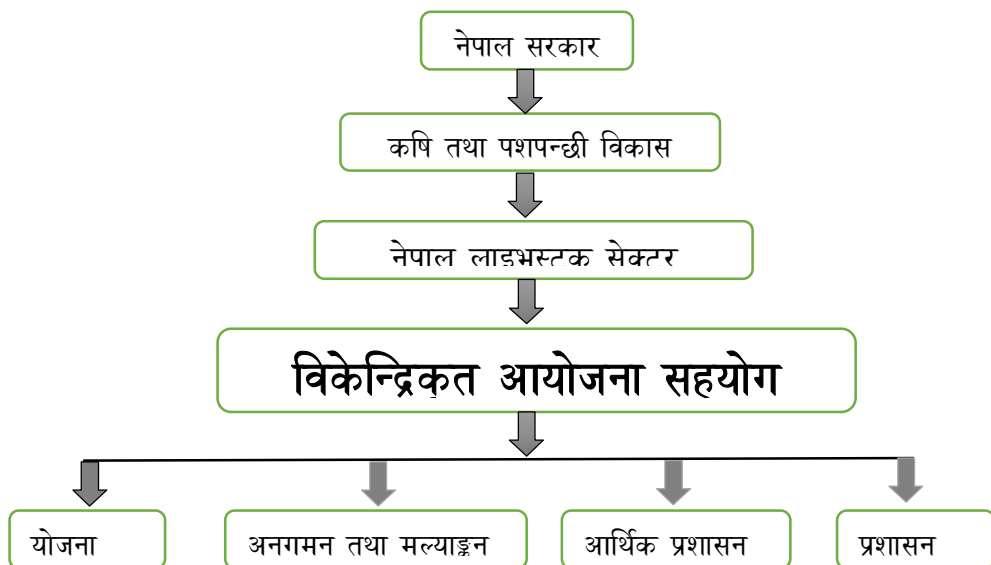 नेपाल सरकार
कषि तथा पशपन्छी विकास
नेपाल लाइभस्टक सेक्टर
विकेन्द्रिकत आयोजना सहयोग
योजना
अनगमन तथा मल्याङ्कन
आर्थिक प्रशासन
प्रशासन